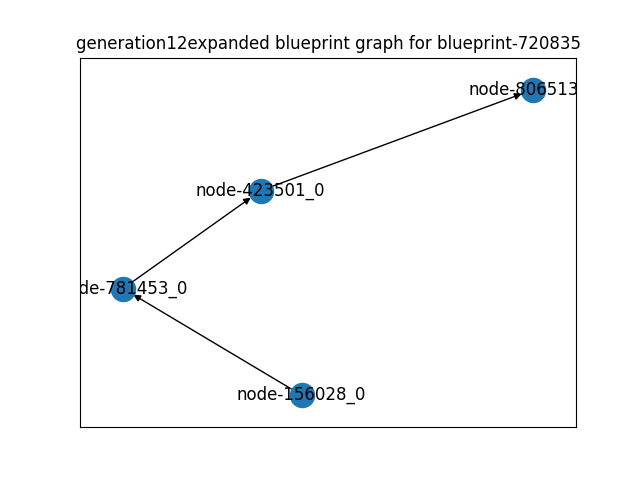 generation12expanded blueprint graph for blueprint-720835
node-806513
node-423501_0
de-781453_0
node-156028_0